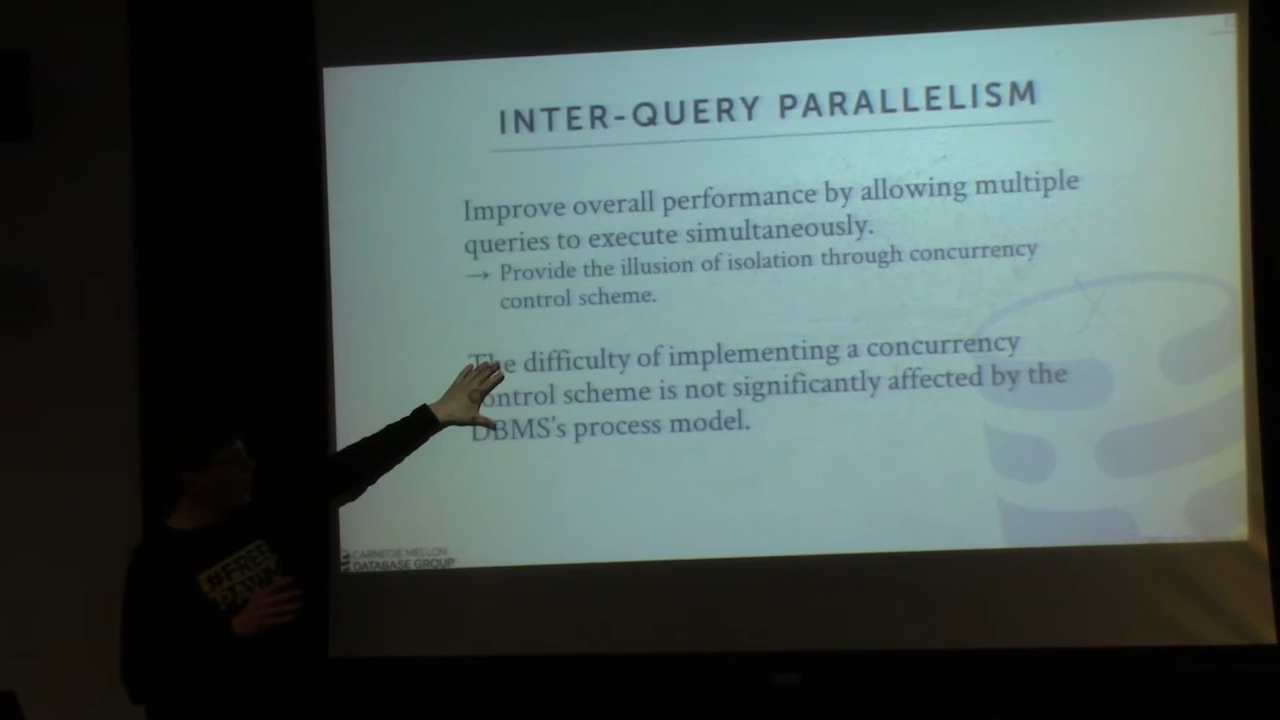 INTER-QUERY PARALLELISM
Improve overall performance by allowing multiple
queries to execute simultaneously.
→ Provide the illusion of isolation through concurrency
control scheme.
The difficulty of implementing a concurrency
control scheme is not significantly affected by the
DBMS's process model.
CARNEGIE MELLON
DATABASE GROUP
#FREE
PAVLO